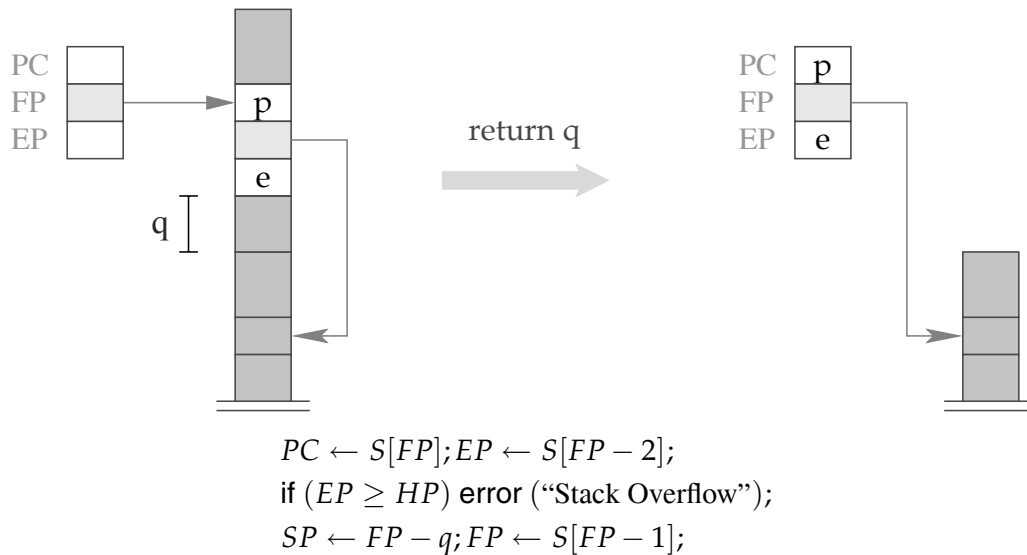 PC
FP
EP
p
e
q
return q
PC
FP
EP
p
e
PC ← S[FP]; EP ← S[FP − 2];
if (EP ≥ HP) error (“Stack Overflow”);
SP ← FP − q; FP ← S[FP − 1];